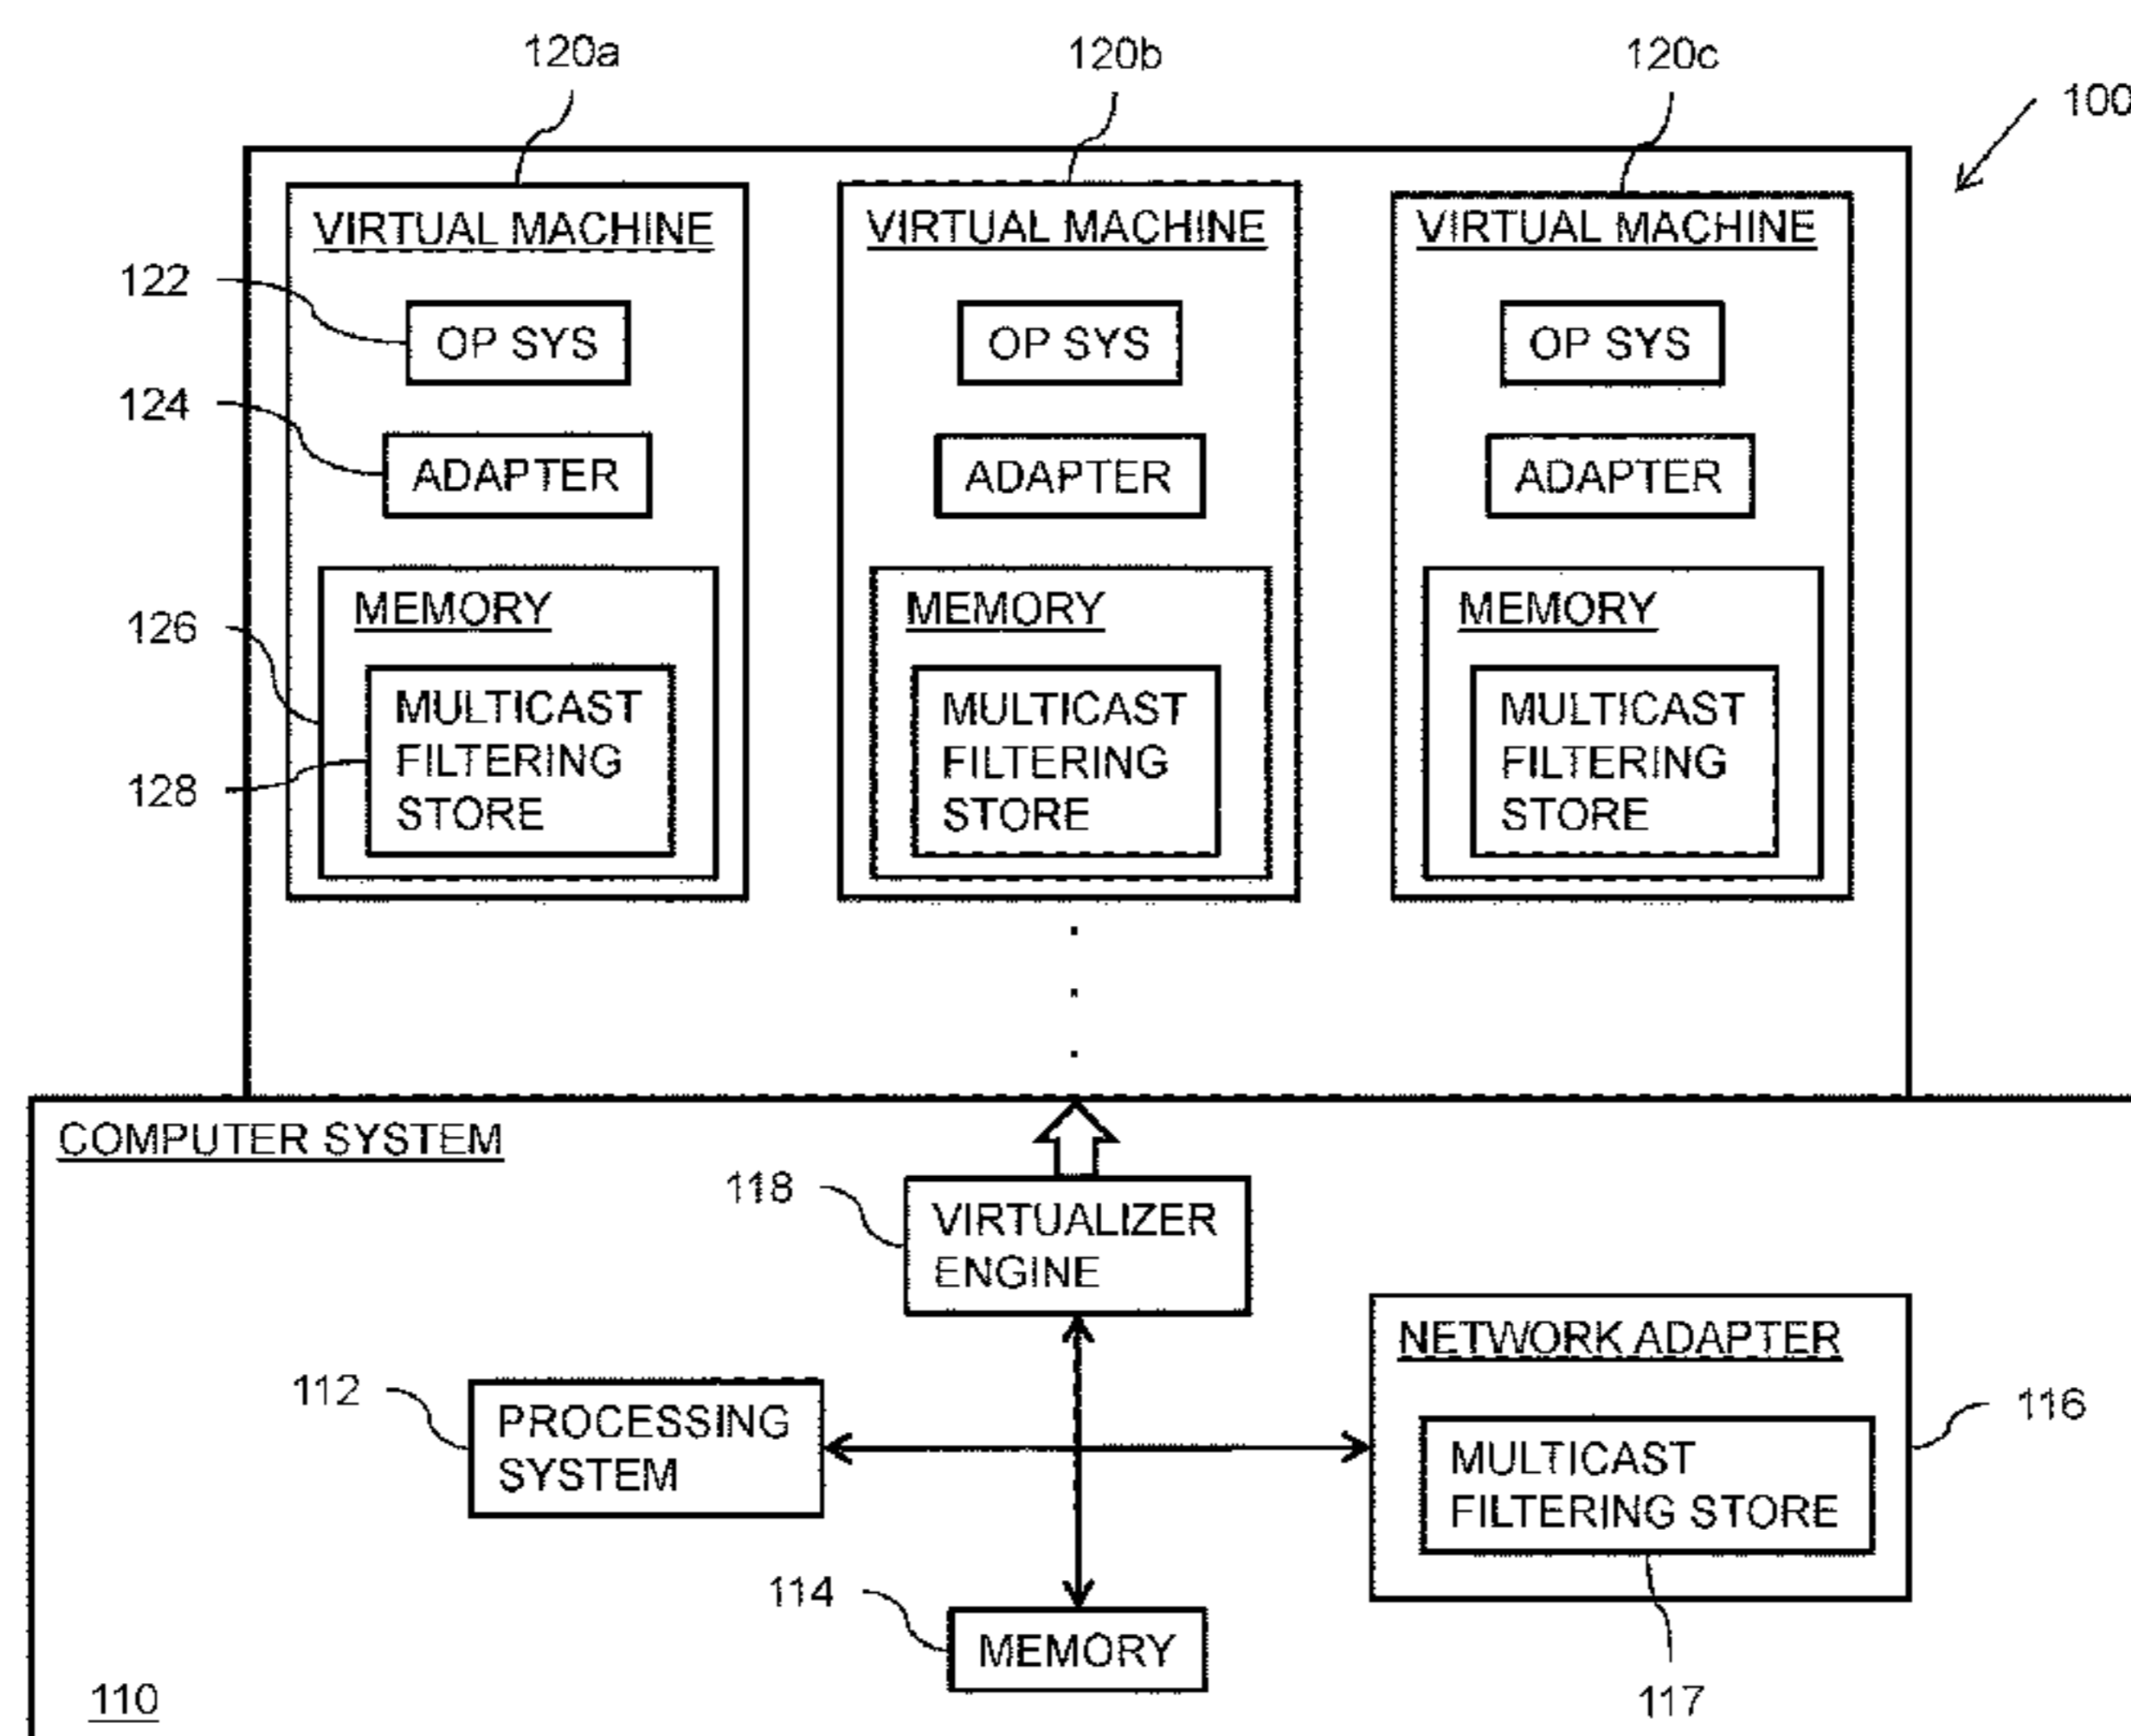 120a
120b
120c
100
VIRTUAL MACHINE
VIRTUAL MACHINE
VIRTUAL MACHINE
122
OP SYS
OP SYS
OP SYS
124
ADAPTER
ADAPTER
ADAPTER
126
MEMORY
MEMORY
MEMORY
128
MULTICAST
FILTERING
STORE
MULTICAST
FILTERING
STORE
MULTICAST
FILTERING
STORE
COMPUTER SYSTEM
118
VIRTUALIZER
ENGINE
112
PROCESSING
SYSTEM
NETWORK ADAPTER
116
MULTICAST
FILTERING STORE
114
MEMORY
117
110